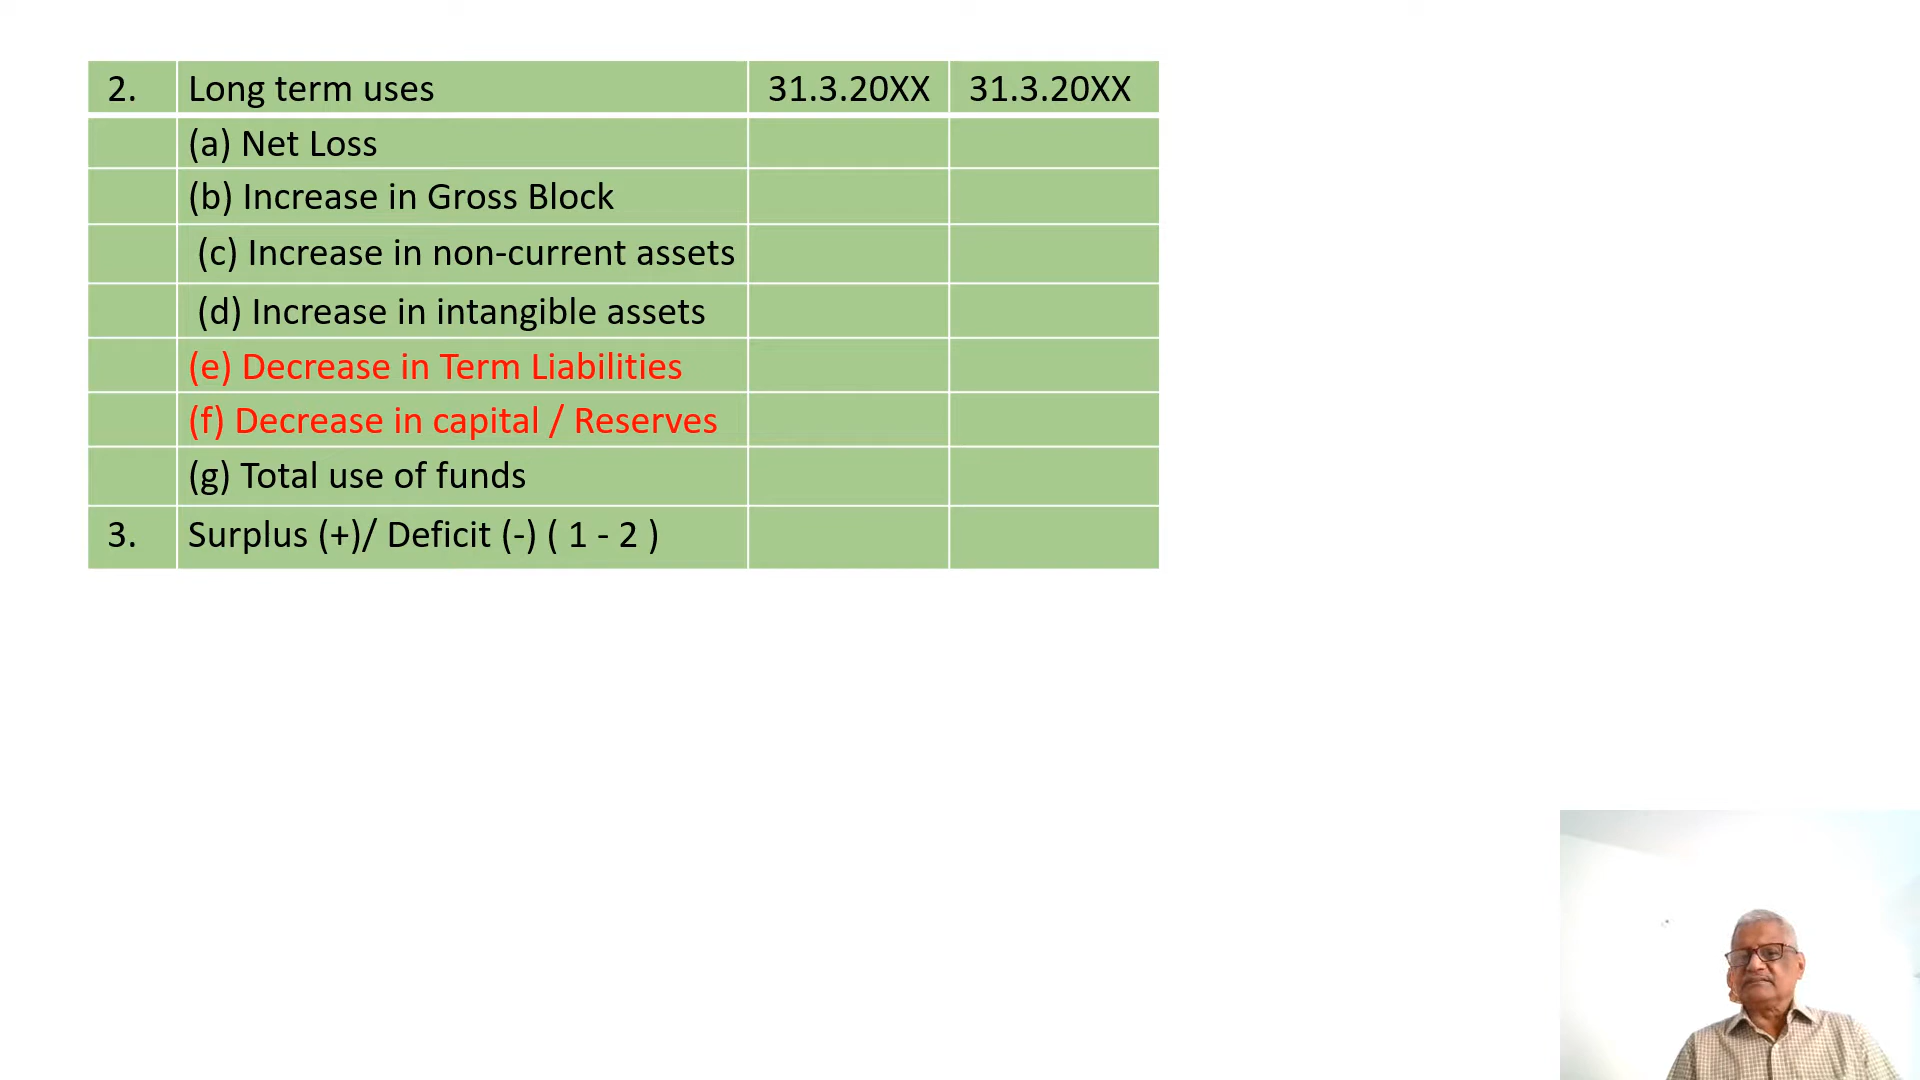 2. Long term uses 31.3.20XX 31.3.20XX
(a) Net Loss
(b) Increase in Gross Block
(c) Increase in non-current assets
(d) Increase in intangible assets
(e) Decrease in Term Liabilities
(f) Decrease in capital / Reserves
(g) Total use of funds
3. Surplus (+)/ Deficit (-) ( 1 - 2 )